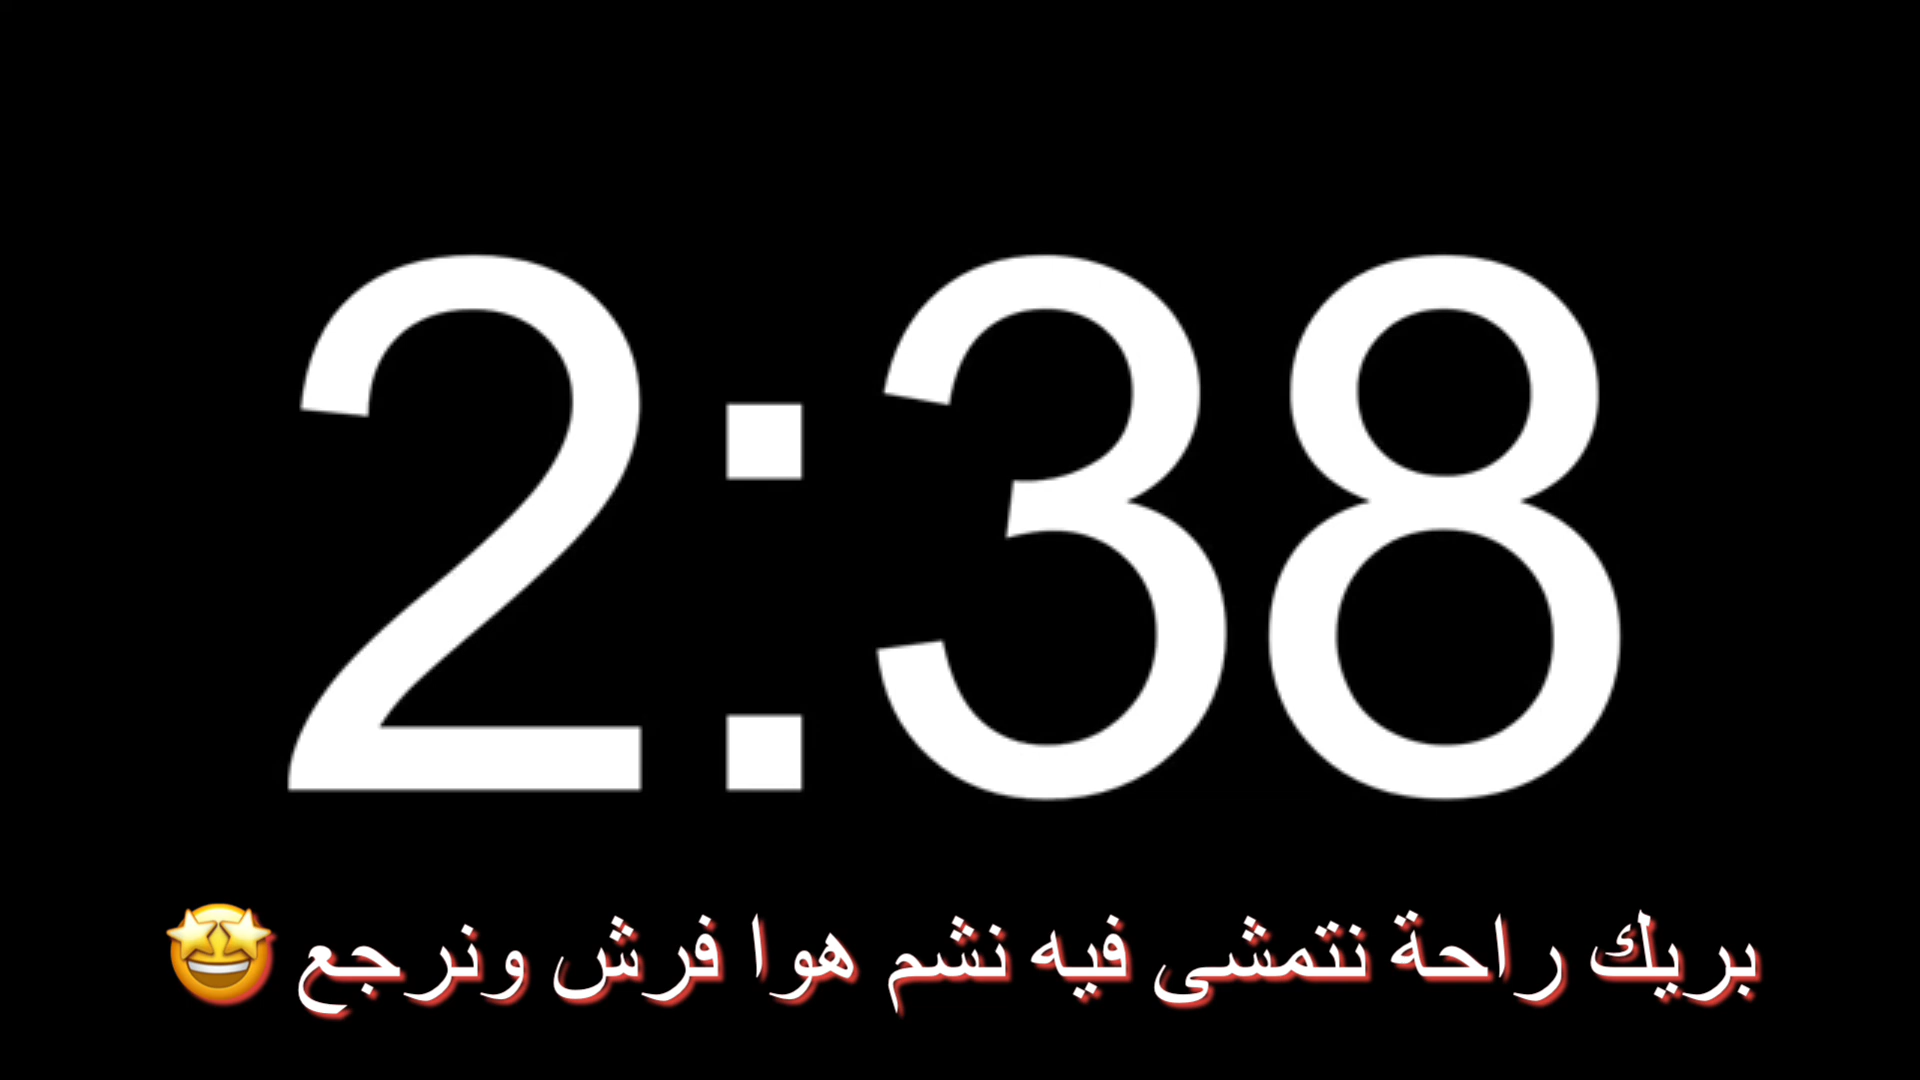 2:38
بريك راحة نتمشى فيه نشم هوا فرش ونرجع 🤩